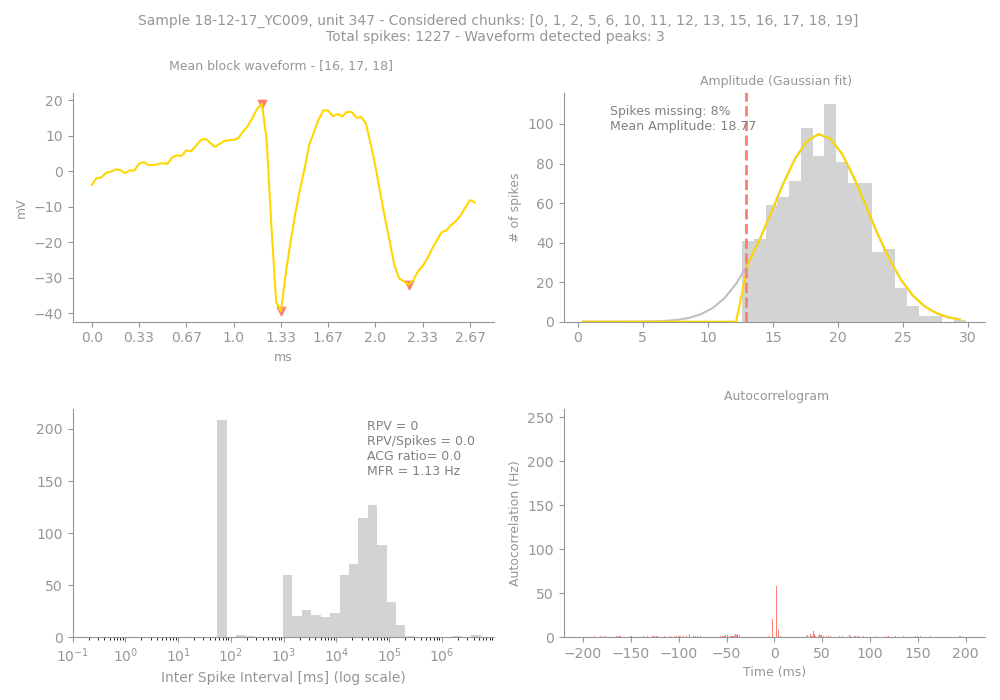 Sample 18-12-17_YC009, unit 347 - Considered chunks: [0, 1, 2, 5, 6, 10, 11, 12, 13, 15, 16, 17, 18, 19]
Total spikes: 1227 - Waveform detected peaks: 3
Mean block waveform - [16, 17, 18]
20
10
0
−10
−20
−30
−40
mV
0.0 0.33 0.67 1.0 1.33 1.67 2.0 2.33 2.67
ms
Amplitude (Gaussian fit)
Spikes missing: 8%
Mean Amplitude: 18.77
100
80
60
40
20
0
# of spikes
0 5 10 15 20 25 30
RPV = 0
RPV/Spikes = 0.0
ACG ratio= 0.0
MFR = 1.13 Hz
200
150
100
50
0
10⁻¹ 10⁰ 10¹ 10² 10³ 10⁴ 10⁵ 10⁶
Inter Spike Interval [ms] (log scale)
Autocorrelogram
250
200
150
100
50
0
Autocorrelation (Hz)
−200 −150 −100 −50 0 50 100 150 200
Time (ms)